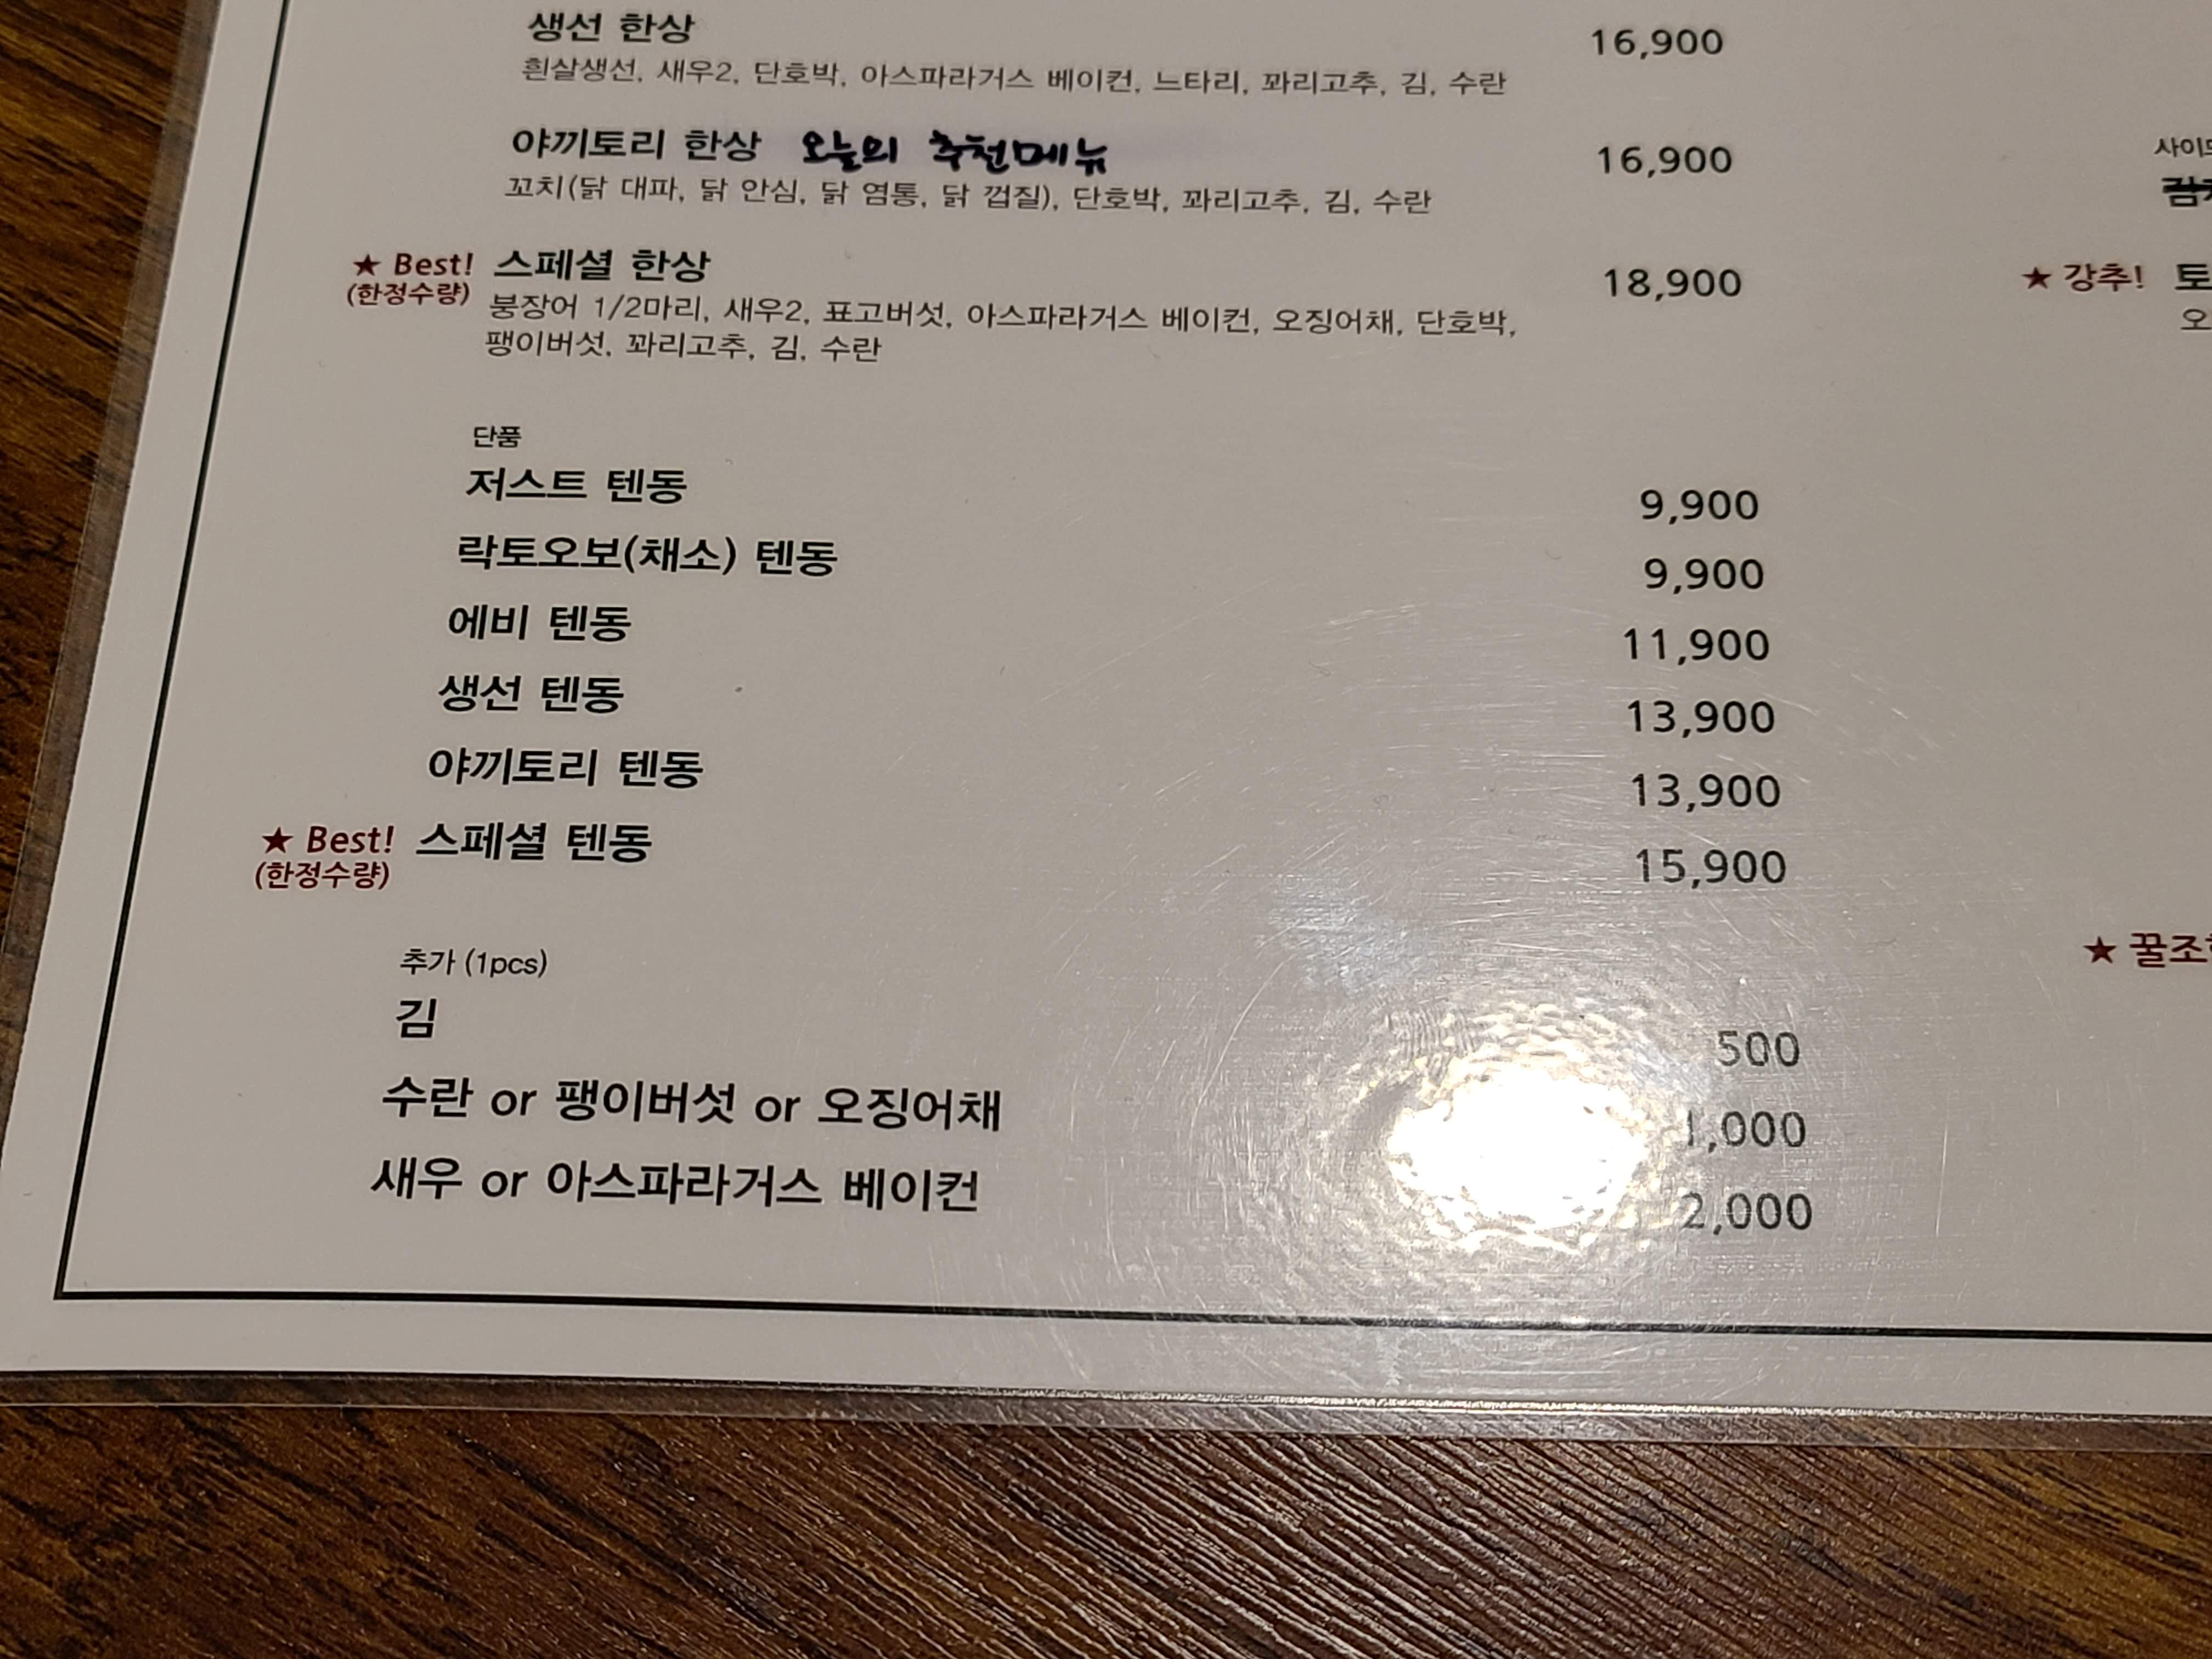 생선 한상 16,900
흰살생선, 새우2, 단호박, 아스파라거스 베이컨, 느타리, 꽈리고추, 김, 수란
야끼토리 한상 오늘의 추천메뉴 16,900
꼬치(닭 대파, 닭 안심, 닭 염통, 닭 껍질), 단호박, 꽈리고추, 김, 수란
★ Best! 스페셜 한상 18,900
(한정수량)
붕장어 1/2마리, 새우2, 표고버섯, 아스파라거스 베이컨, 오징어채, 단호박,
팽이버섯, 꽈리고추, 김, 수란
단품
저스트 텐동 9,900
락토오보(채소) 텐동 9,900
에비 텐동 11,900
생선 텐동 13,900
야끼토리 텐동 13,900
★ Best! 스페셜 텐동 15,900
(한정수량)
추가 (1pcs)
김 500
수란 or 팽이버섯 or 오징어채 1,000
새우 or 아스파라거스 베이컨 2,000
★ 강추!